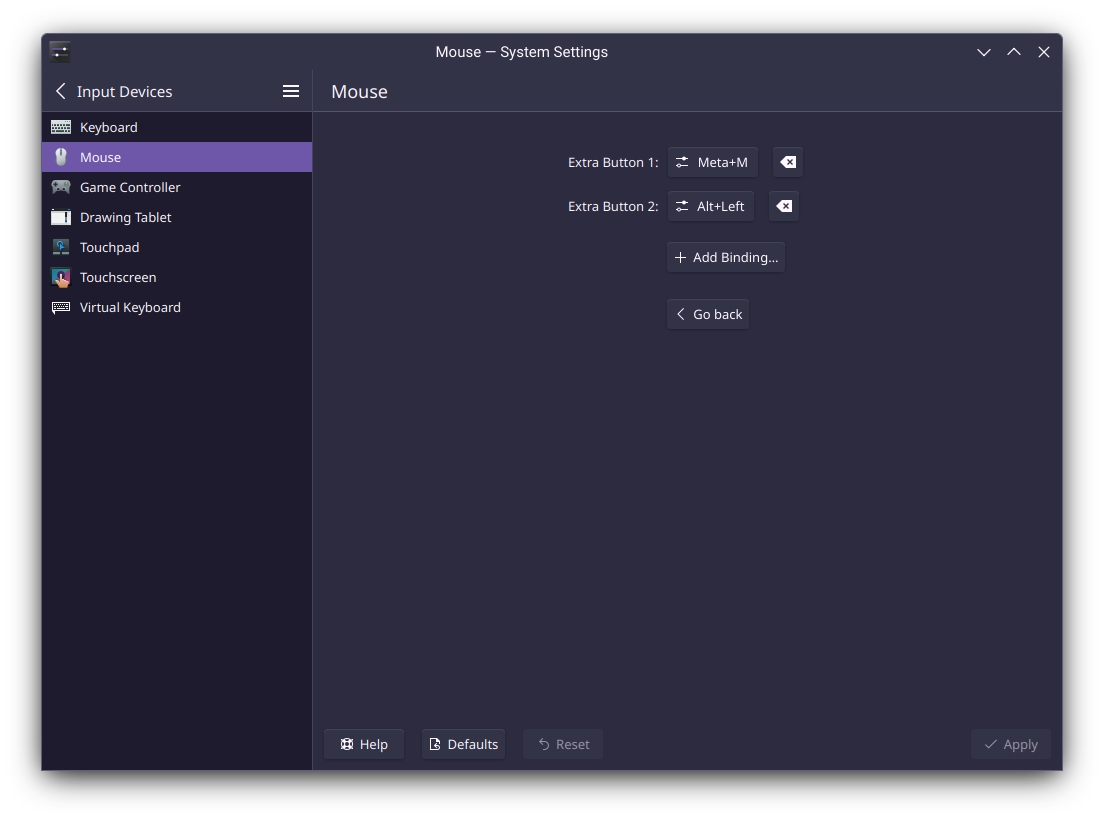 Mouse — System Settings
Input Devices
Mouse
Keyboard
Mouse
Game Controller
Drawing Tablet
Touchpad
Touchscreen
Virtual Keyboard
Extra Button 1: Meta+M
Extra Button 2: Alt+Left
Add Binding...
Go back
Help Defaults Reset Apply